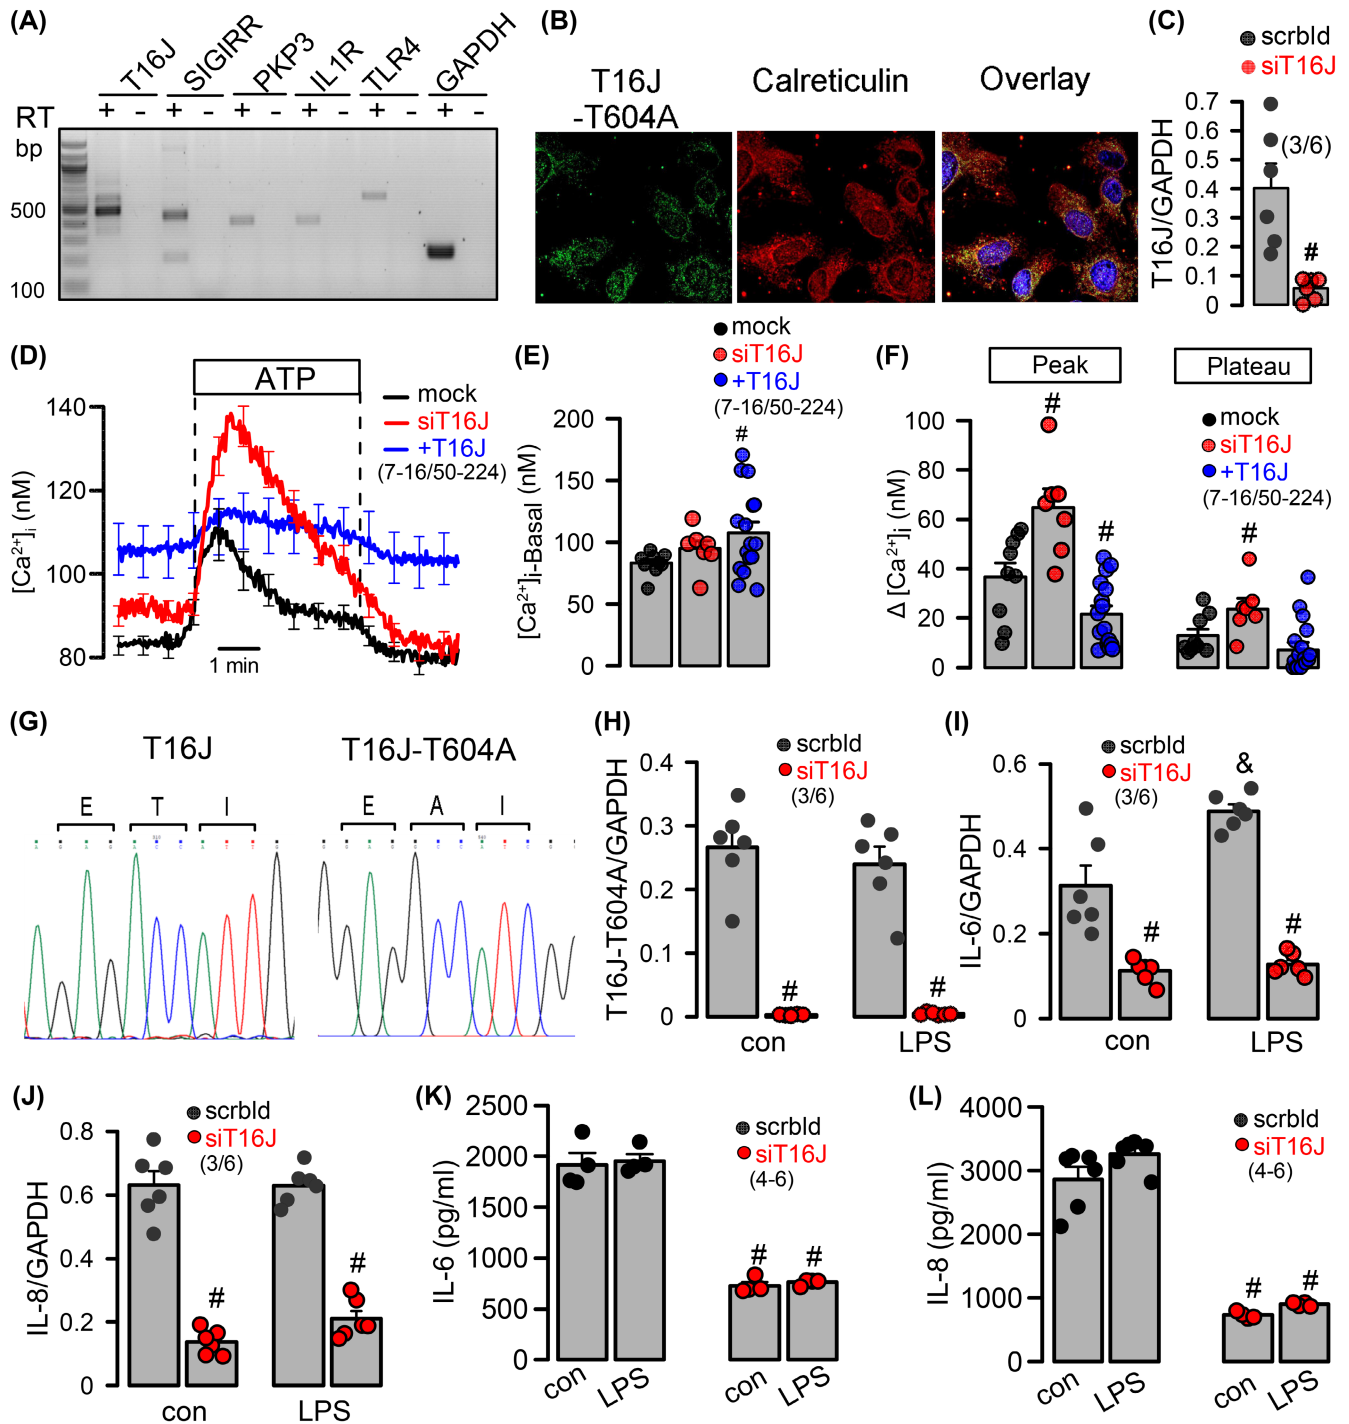 (A)
T16J
SIGIRR
PKP3
IL1R
TLR4
GAPDH
RT + - + - + - + - + - + -
bp
500
100
(B)
T16J
-T604A
Calreticulin
Overlay
(C)
scrbld
siT16J
T16J/GAPDH
0.7
0.6
0.5
0.4
0.3
0.2
0.1
0
(3/6)
#
(D)
ATP
mock
siT16J
+T16J
(7-16/50-224)
[Ca²⁺]i (nM)
140
120
100
80
1 min
(E)
mock
siT16J
+T16J
(7-16/50-224)
[Ca²⁺]i-Basal (nM)
200
150
100
50
0
#
(F)
Peak
Plateau
mock
siT16J
+T16J
(7-16/50-224)
Δ [Ca²⁺]i (nM)
100
80
60
40
20
0
#
#
#
(G)
T16J
T16J-T604A
E T I
E A I
(H)
scrbld
siT16J
(3/6)
T16J-T604A/GAPDH
0.4
0.3
0.2
0.1
0
# #
con LPS
(I)
scrbld
siT16J
(3/6)
IL-6/GAPDH
0.6
0.4
0.2
0
&
# #
con LPS
(J)
scrbld
siT16J
(3/6)
IL-8/GAPDH
0.8
0.6
0.4
0.2
0
# #
con LPS
(K)
scrbld
siT16J
(4-6)
IL-6 (pg/ml)
2500
2000
1500
1000
500
0
# #
con LPS con LPS
(L)
scrbld
siT16J
(4-6)
IL-8 (pg/ml)
4000
3000
2000
1000
0
# #
con LPS con LPS